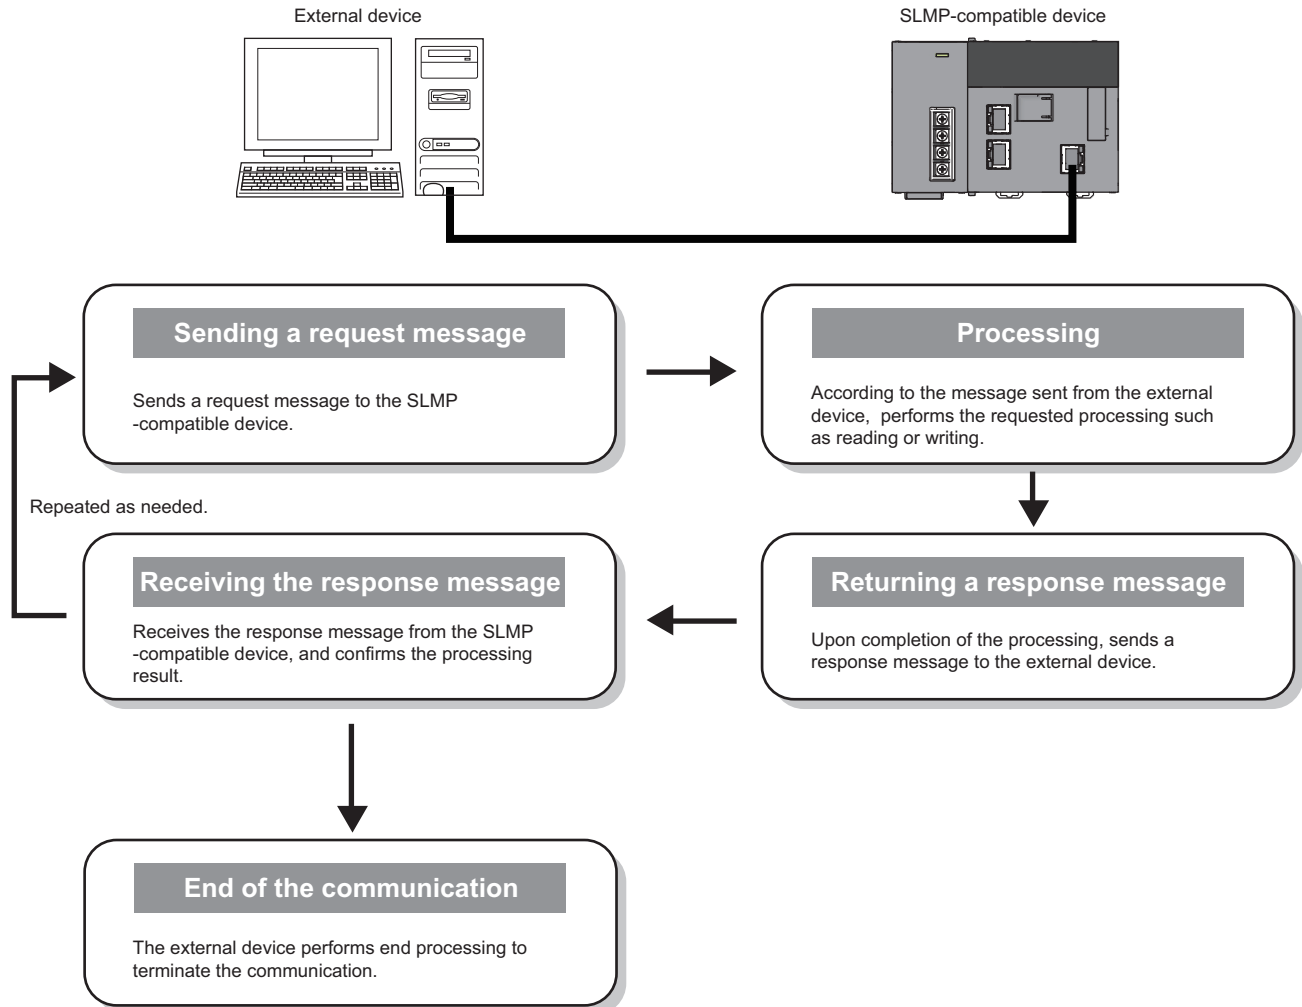 External device
SLMP-compatible device
Sending a request message
Sends a request message to the SLMP
-compatible device.
Processing
According to the message sent from the external
device, performs the requested processing such
as reading or writing.
Repeated as needed.
Receiving the response message
Receives the response message from the SLMP
-compatible device, and confirms the processing
result.
Returning a response message
Upon completion of the processing, sends a
response message to the external device.
End of the communication
The external device performs end processing to
terminate the communication.